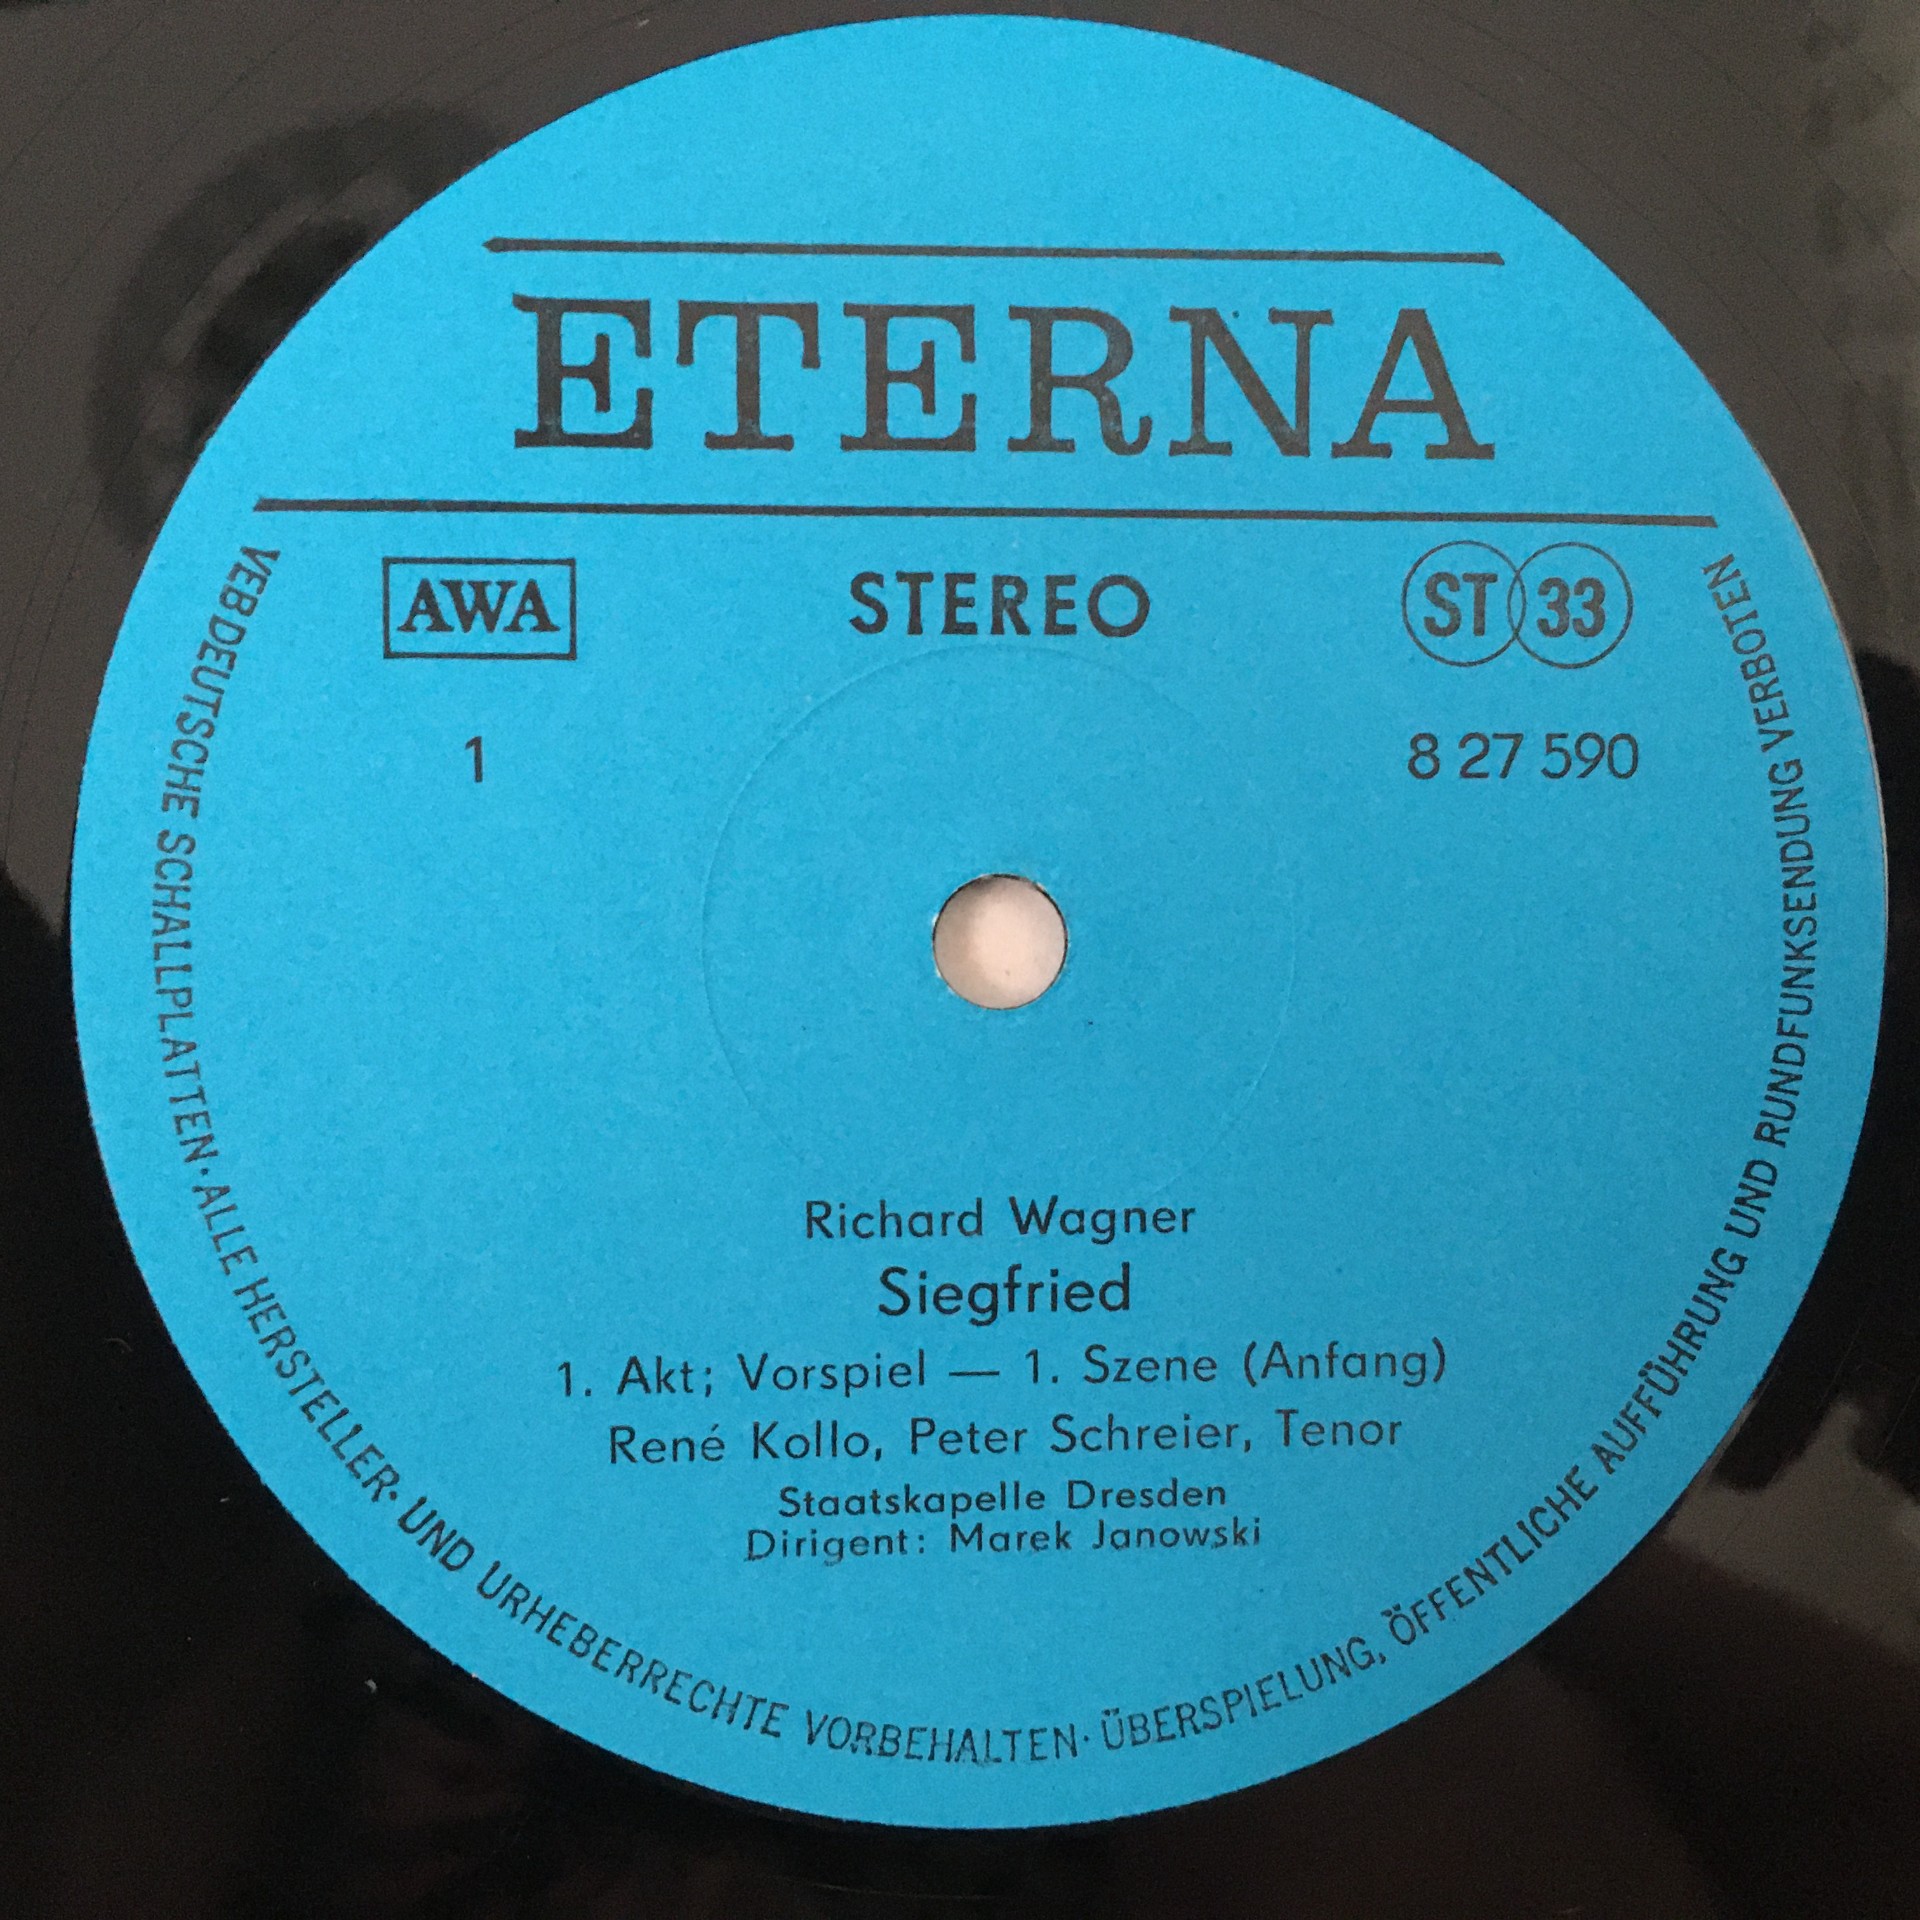 ETERNA
AWA
STEREO
ST 33
1
8 27 590
Richard Wagner
Siegfried
1. Akt; Vorspiel — 1. Szene (Anfang)
René Kollo, Peter Schreier, Tenor
Staatskapelle Dresden
Dirigent: Marek Janowski
VEB DEUTSCHE SCHALLPLATTEN · ALLE HERSTELLER- UND URHEBERRECHTE VORBEHALTEN · ÜBERSPIELUNG, ÖFFENTLICHE AUFFÜHRUNG UND RUNDFUNKSENDUNG VERBOTEN